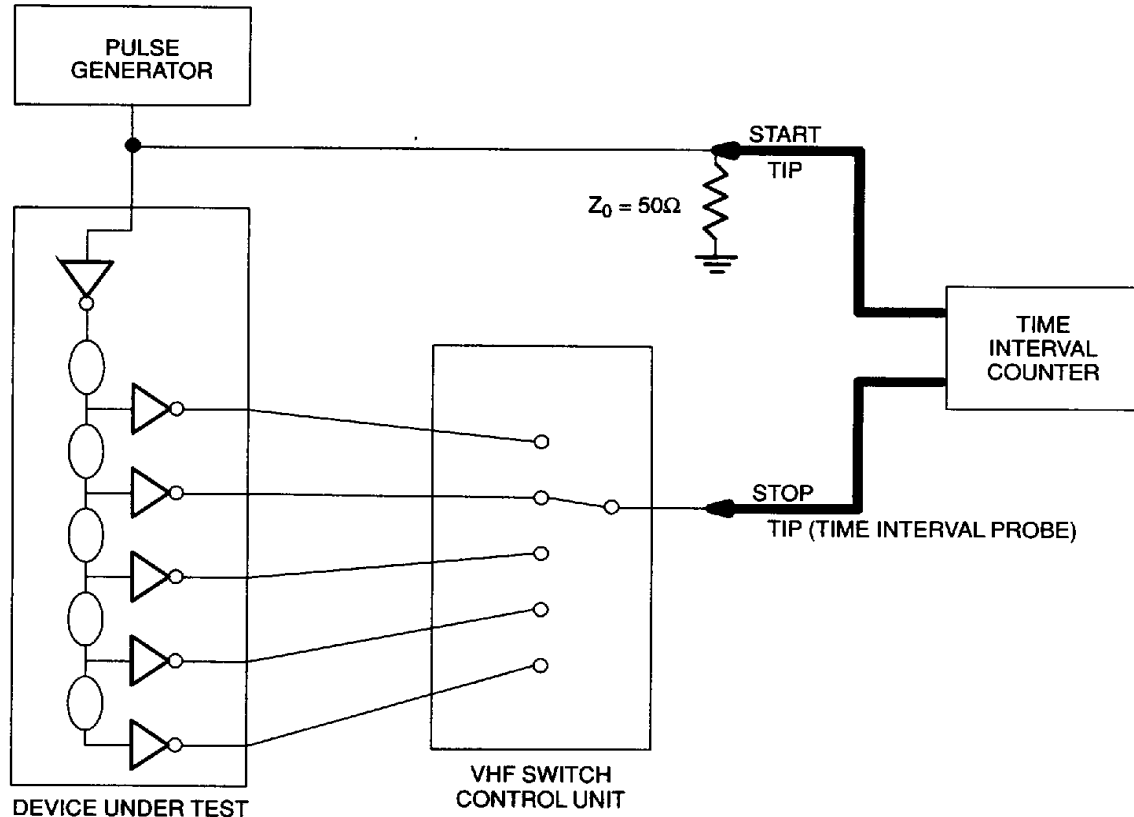 PULSE
GENERATOR
START
TIP
Z₀ = 50Ω
TIME
INTERVAL
COUNTER
STOP
TIP (TIME INTERVAL PROBE)
VHF SWITCH
CONTROL UNIT
DEVICE UNDER TEST